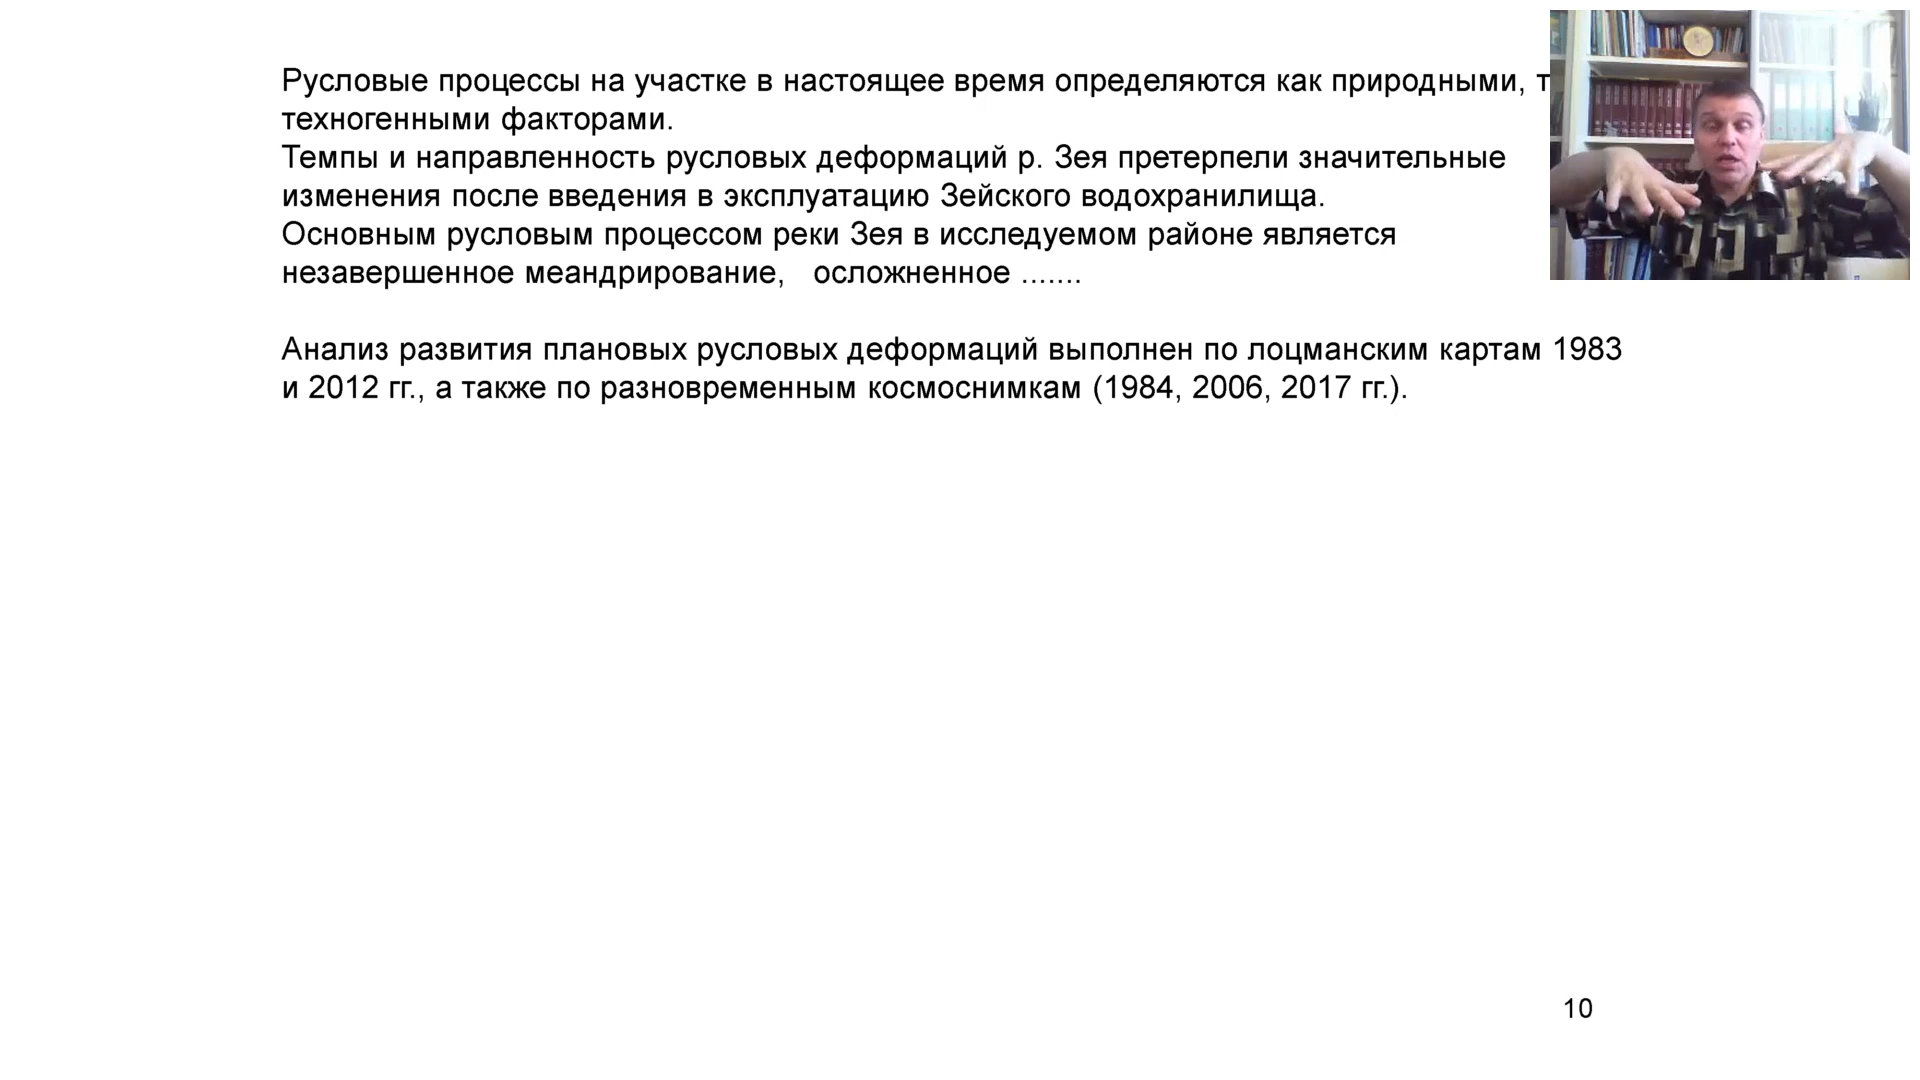 Русловые процессы на участке в настоящее время определяются как природными,
техногенными факторами.
Темпы и направленность русловых деформаций р. Зея претерпели значительные
изменения после введения в эксплуатацию Зейского водохранилища.
Основным русловым процессом реки Зея в исследуемом районе является
незавершенное меандрирование, осложненное .......
Анализ развития плановых русловых деформаций выполнен по лоцманским картам 1983
и 2012 гг., а также по разновременным космоснимкам (1984, 2006, 2017 гг.).
10